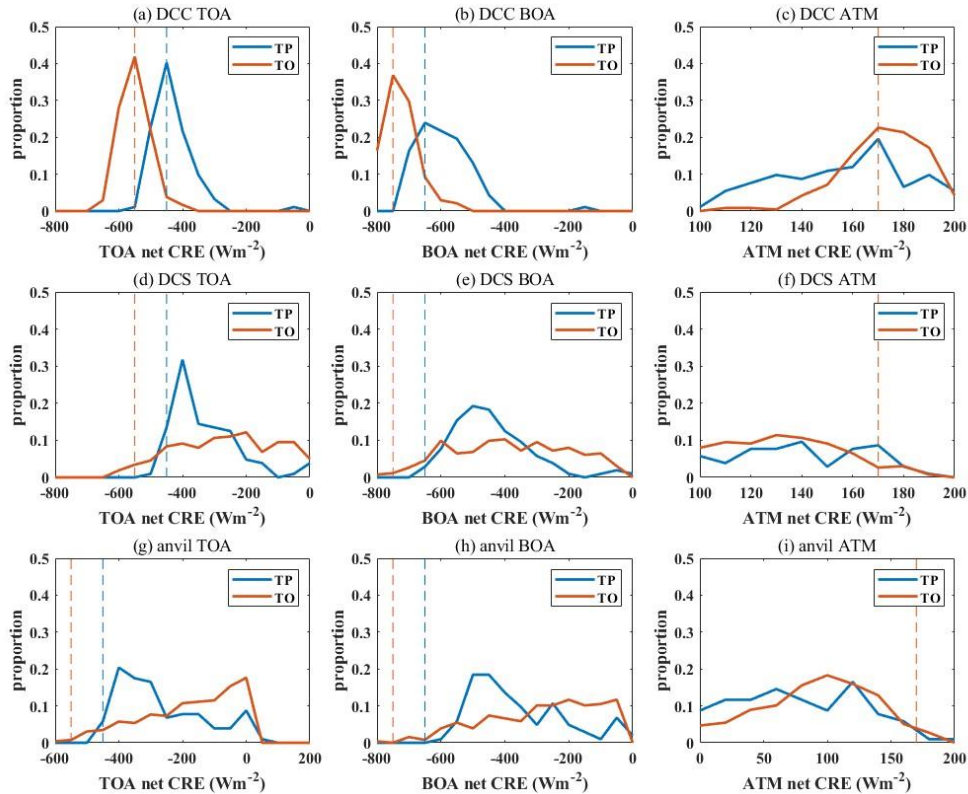 (a) DCC TOA
(b) DCC BOA
(c) DCC ATM
0.5
0.4
0.3
0.2
0.1
0
proportion
TP
TO
-800 -600 -400 -200 0
TOA net CRE (Wm-2)
0.5
0.4
0.3
0.2
0.1
0
proportion
TP
TO
-800 -600 -400 -200 0
BOA net CRE (Wm-2)
0.5
0.4
0.3
0.2
0.1
0
proportion
TP
TO
100 120 140 160 180 200
ATM net CRE (Wm-2)
(d) DCS TOA
(e) DCS BOA
(f) DCS ATM
0.5
0.4
0.3
0.2
0.1
0
proportion
TP
TO
-800 -600 -400 -200 0
TOA net CRE (Wm-2)
0.5
0.4
0.3
0.2
0.1
0
proportion
TP
TO
-800 -600 -400 -200 0
BOA net CRE (Wm-2)
0.5
0.4
0.3
0.2
0.1
0
proportion
TP
TO
100 120 140 160 180 200
ATM net CRE (Wm-2)
(g) anvil TOA
(h) anvil BOA
(i) anvil ATM
0.5
0.4
0.3
0.2
0.1
0
proportion
TP
TO
-600 -400 -200 0 200
TOA net CRE (Wm-2)
0.5
0.4
0.3
0.2
0.1
0
proportion
TP
TO
-800 -600 -400 -200 0
BOA net CRE (Wm-2)
0.5
0.4
0.3
0.2
0.1
0
proportion
TP
TO
0 50 100 150 200
ATM net CRE (Wm-2)